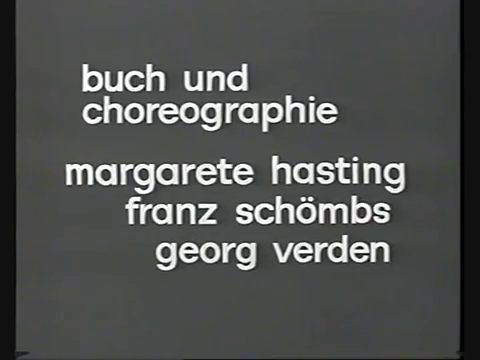 buch und
choreographie
margarete hasting
franz schömbs
georg verden